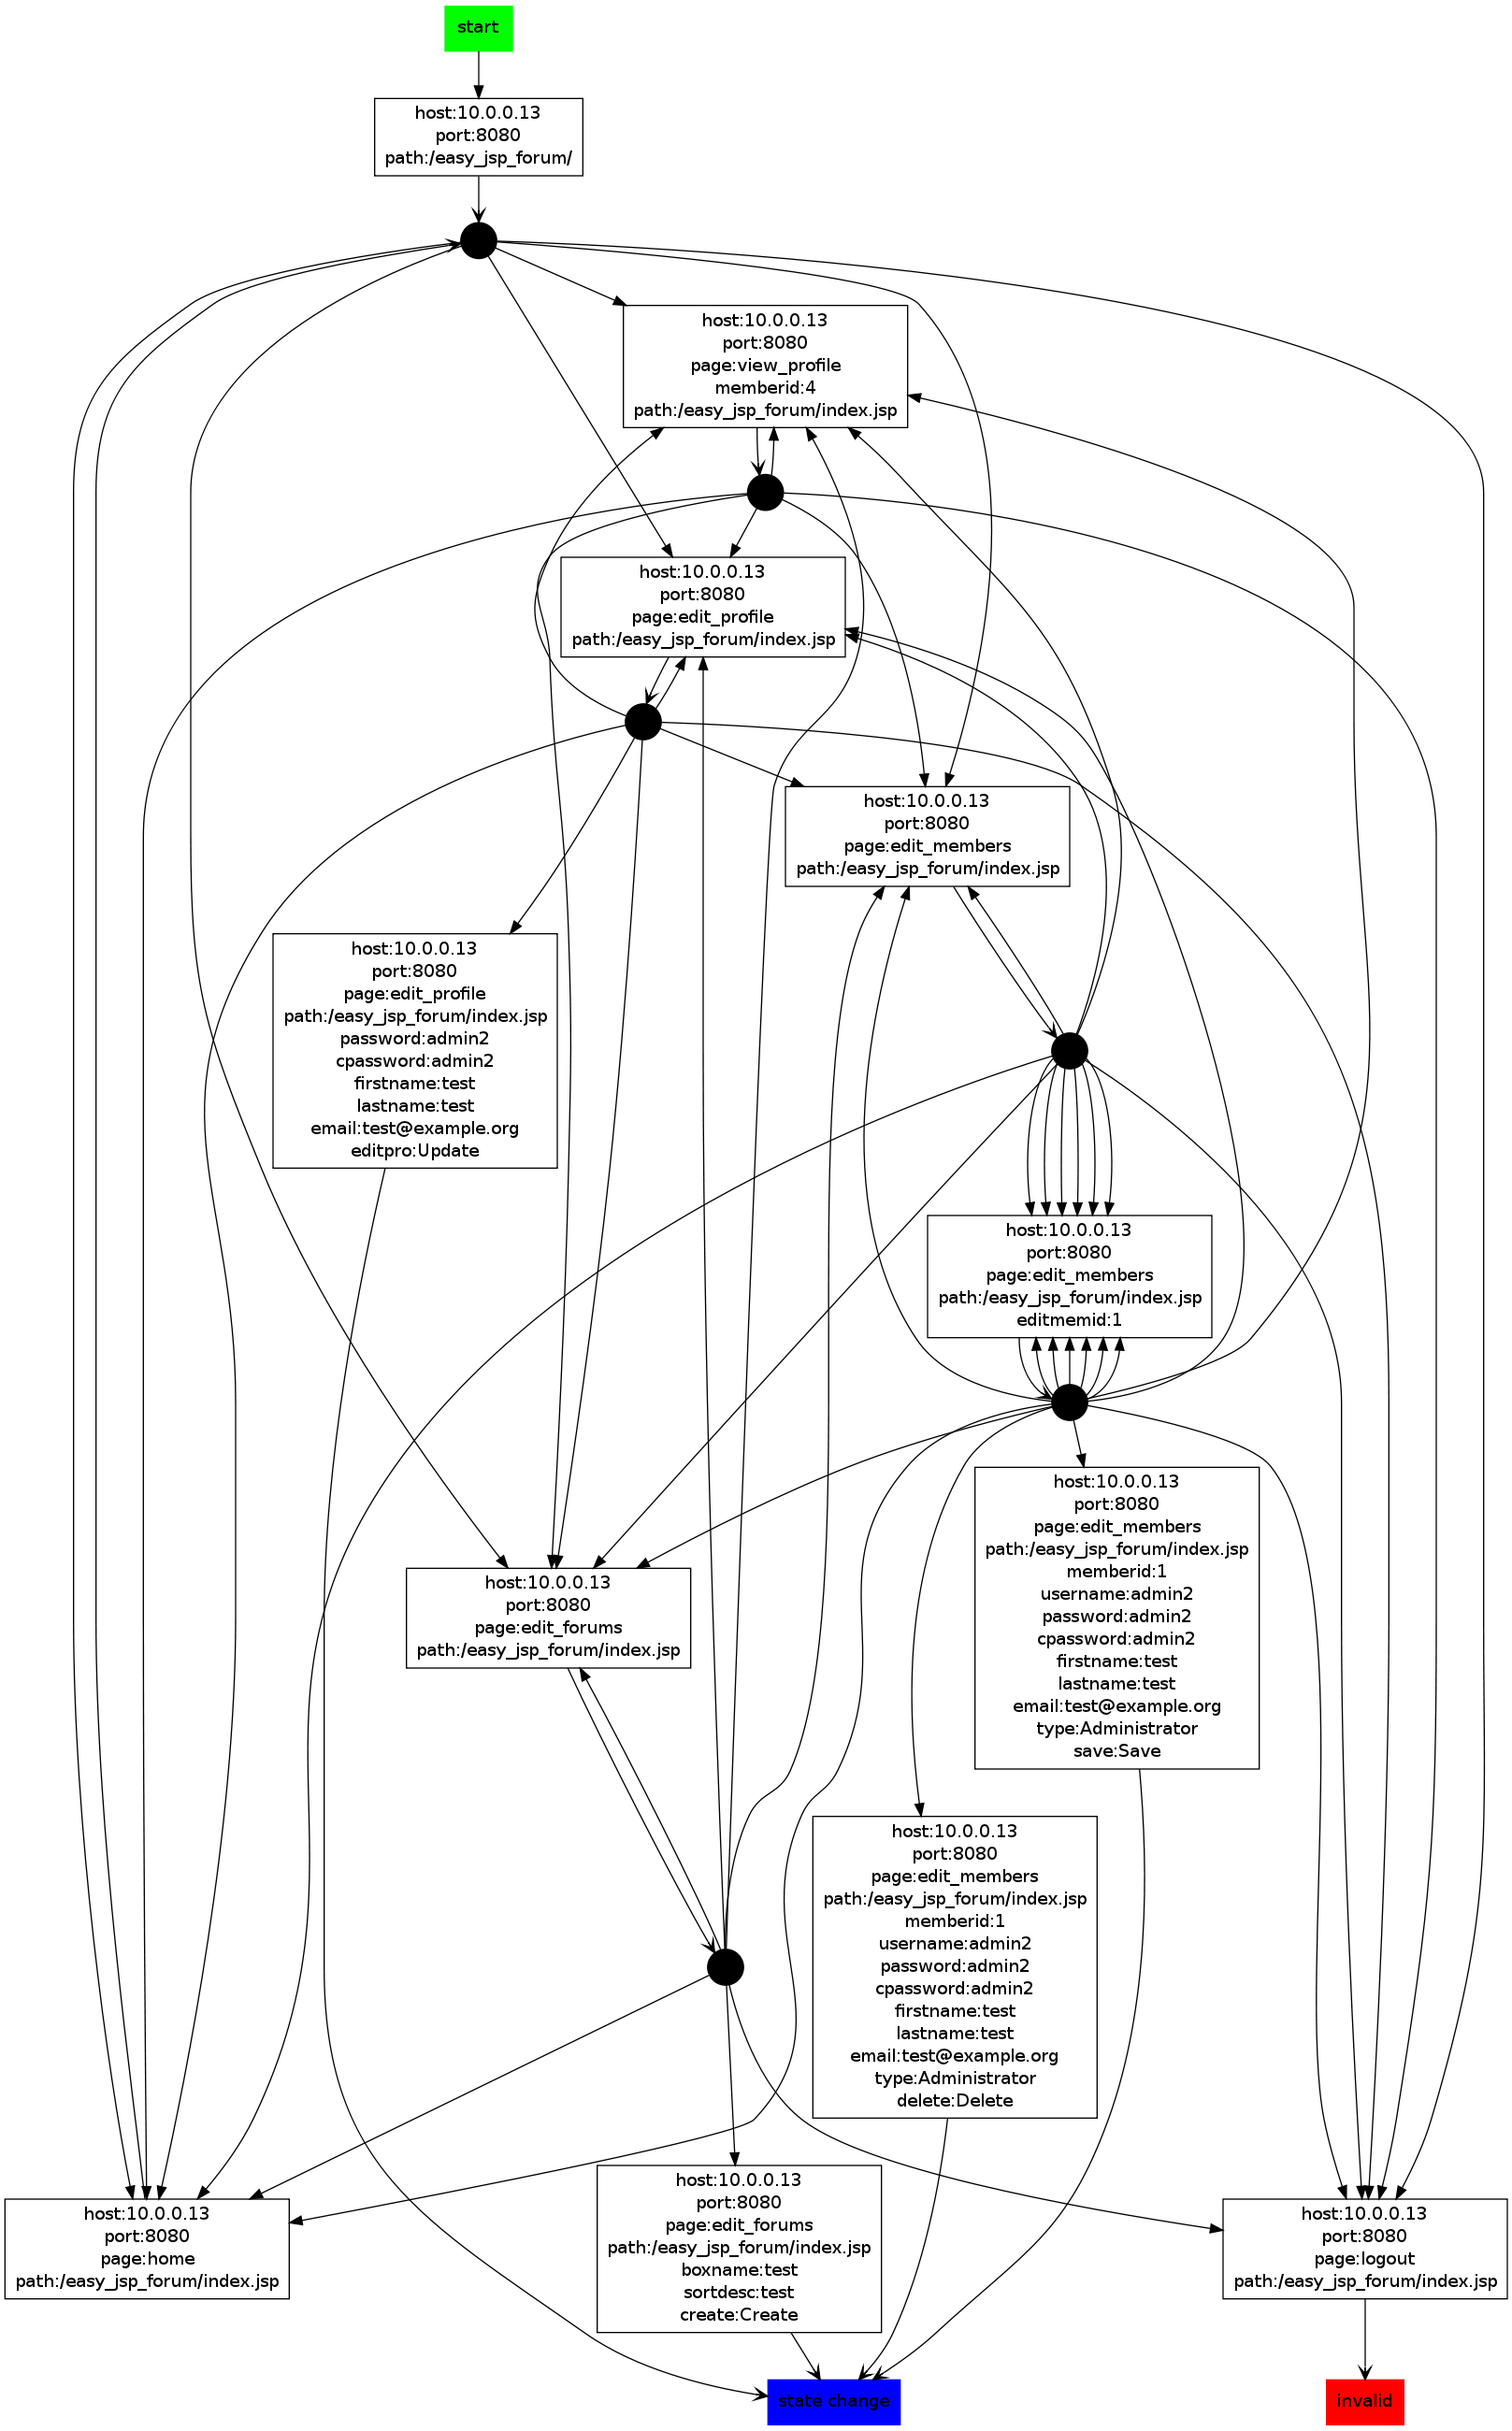 start
host:10.0.0.13
port:8080
path:/easy_jsp_forum/
host:10.0.0.13
port:8080
page:view_profile
memberid:4
path:/easy_jsp_forum/index.jsp
host:10.0.0.13
port:8080
page:edit_profile
path:/easy_jsp_forum/index.jsp
host:10.0.0.13
port:8080
page:edit_members
path:/easy_jsp_forum/index.jsp
host:10.0.0.13
port:8080
page:edit_profile
path:/easy_jsp_forum/index.jsp
password:admin2
cpassword:admin2
firstname:test
lastname:test
email:test@example.org
editpro:Update
host:10.0.0.13
port:8080
page:edit_members
path:/easy_jsp_forum/index.jsp
editmemid:1
host:10.0.0.13
port:8080
page:edit_members
path:/easy_jsp_forum/index.jsp
memberid:1
username:admin2
password:admin2
cpassword:admin2
firstname:test
lastname:test
email:test@example.org
type:Administrator
save:Save
host:10.0.0.13
port:8080
page:edit_forums
path:/easy_jsp_forum/index.jsp
host:10.0.0.13
port:8080
page:edit_members
path:/easy_jsp_forum/index.jsp
memberid:1
username:admin2
password:admin2
cpassword:admin2
firstname:test
lastname:test
email:test@example.org
type:Administrator
delete:Delete
host:10.0.0.13
port:8080
page:home
path:/easy_jsp_forum/index.jsp
host:10.0.0.13
port:8080
page:edit_forums
path:/easy_jsp_forum/index.jsp
boxname:test
sortdesc:test
create:Create
host:10.0.0.13
port:8080
page:logout
path:/easy_jsp_forum/index.jsp
state change
invalid